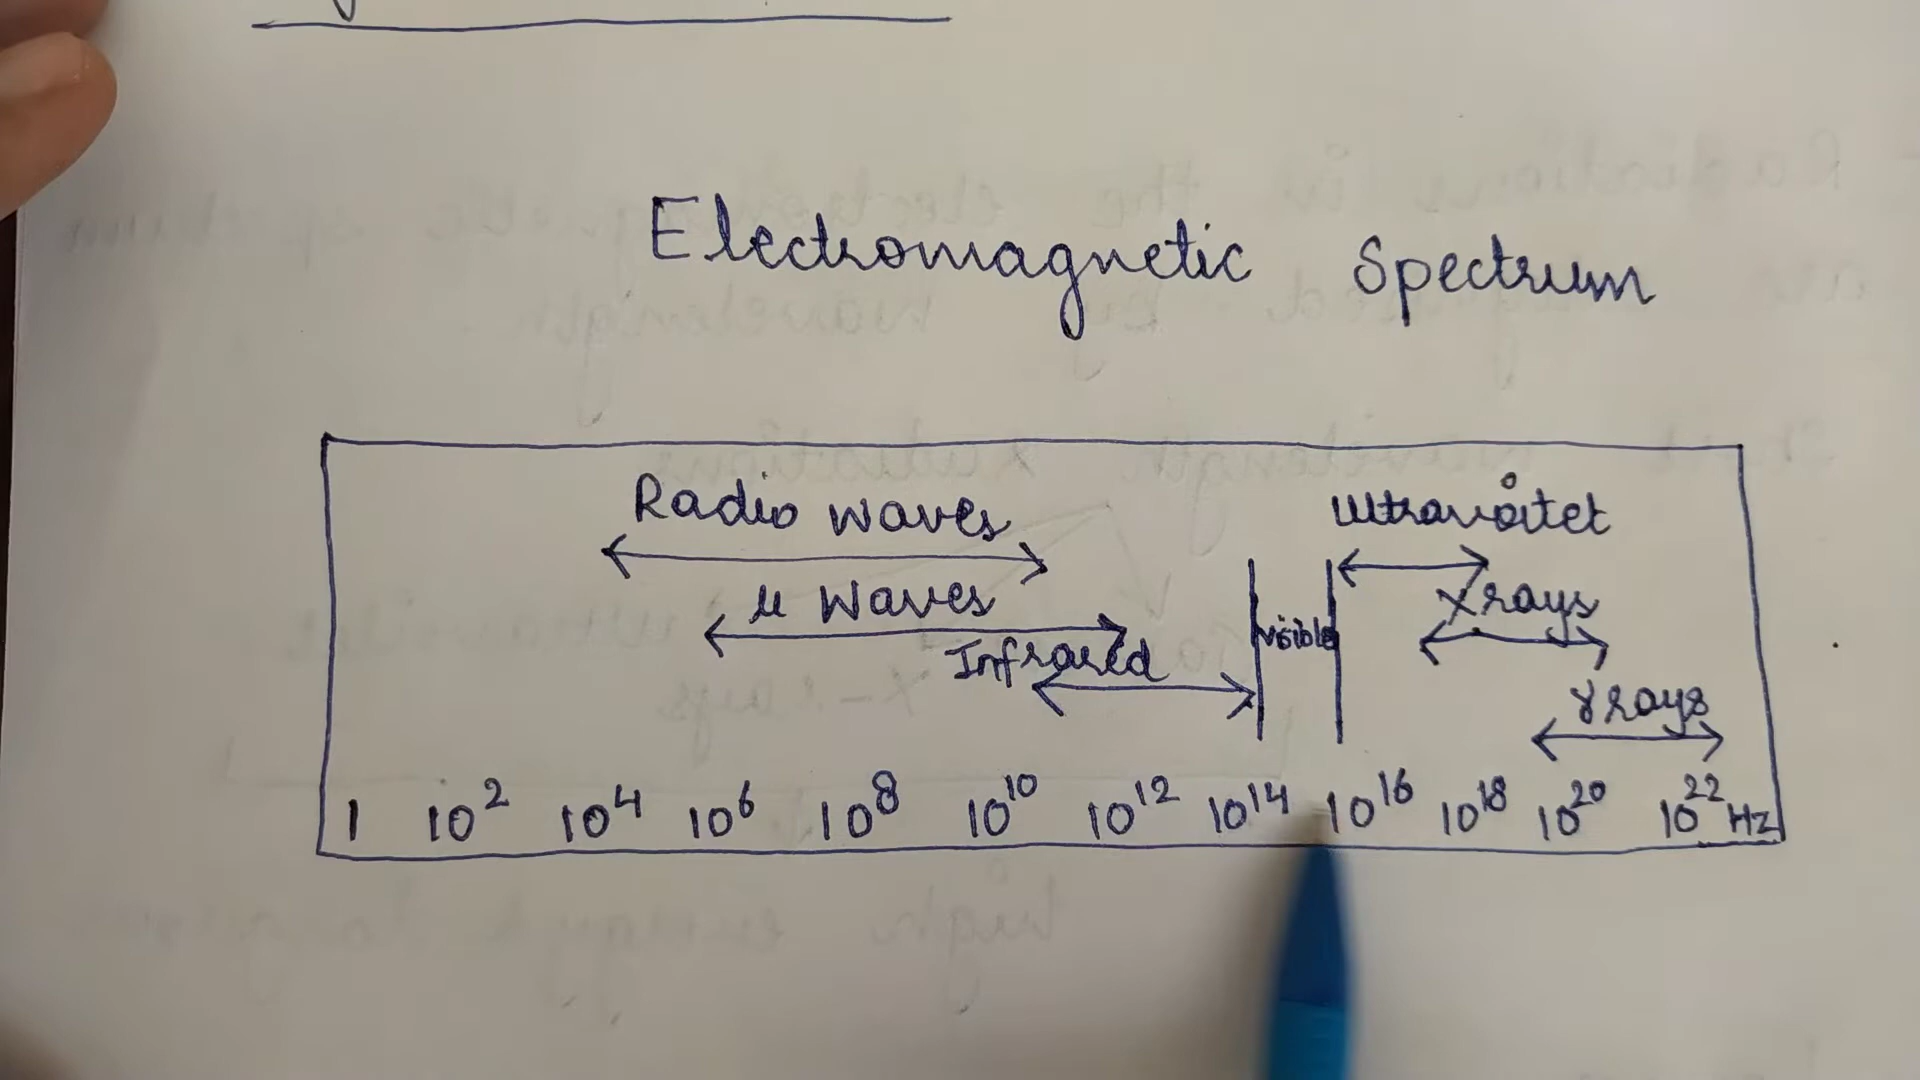 Electromagnetic Spectrum
Radio waves
ultravoitet
μ waves
X rays
Infrared
visible
γ rays
1 10² 10⁴ 10⁶ 10⁸ 10¹⁰ 10¹² 10¹⁴ 10¹⁶ 10¹⁸ 10²⁰ 10²² Hz